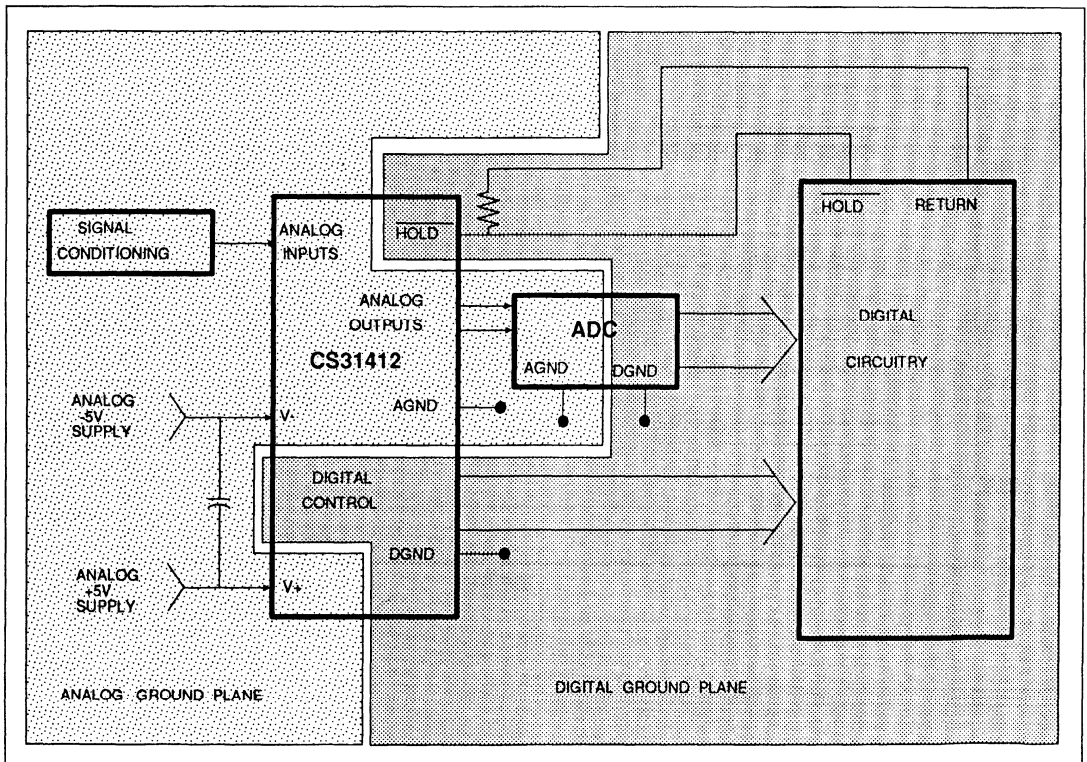 HOLD
RETURN
SIGNAL
CONDITIONING
ANALOG
INPUTS
HOLD
ANALOG
OUTPUTS
CS31412
ADC
AGND
DGND
DIGITAL
CIRCUITRY
ANALOG
-5V
SUPPLY
V-
AGND
DIGITAL
CONTROL
DGND
ANALOG
+5V
SUPPLY
V+
ANALOG GROUND PLANE
DIGITAL GROUND PLANE